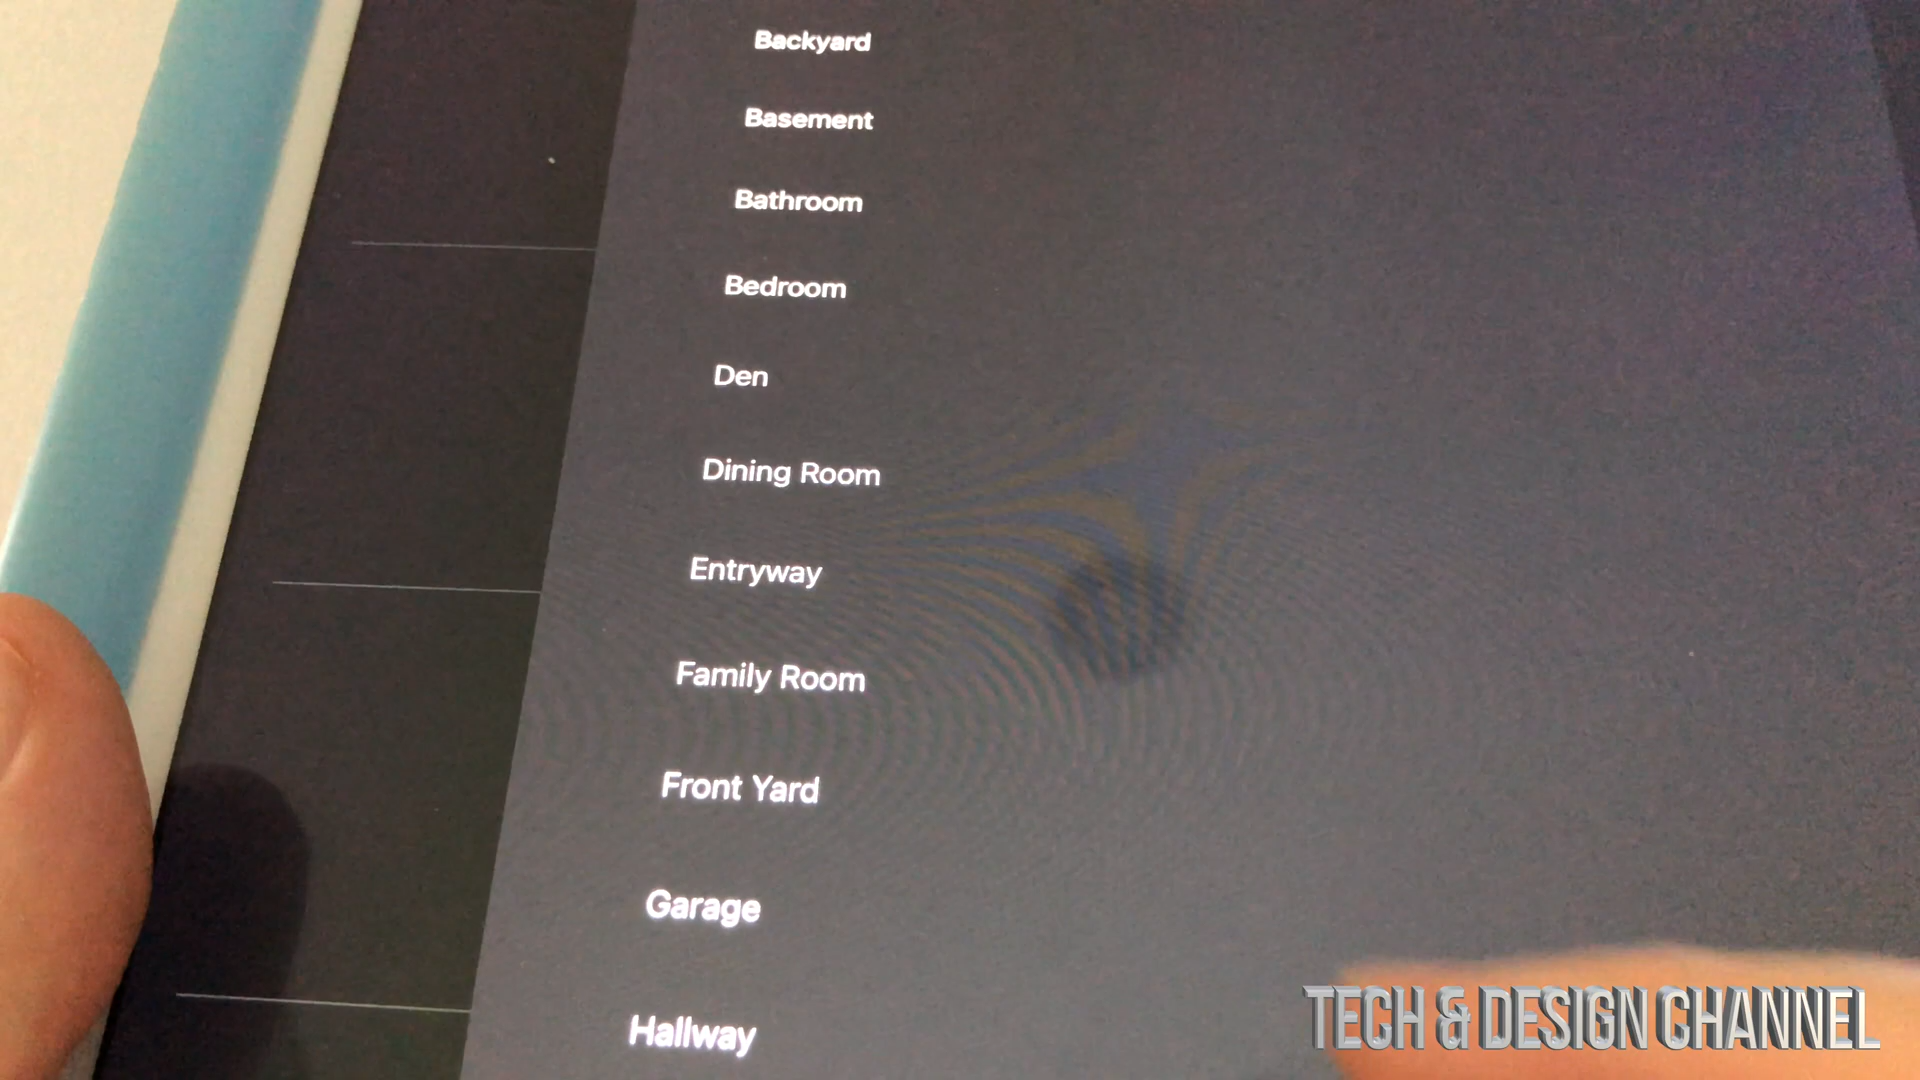 Backyard
Basement
Bathroom
Bedroom
Den
Dining Room
Entryway
Family Room
Front Yard
Garage
Hallway
TECH & DESIGN CHANNEL